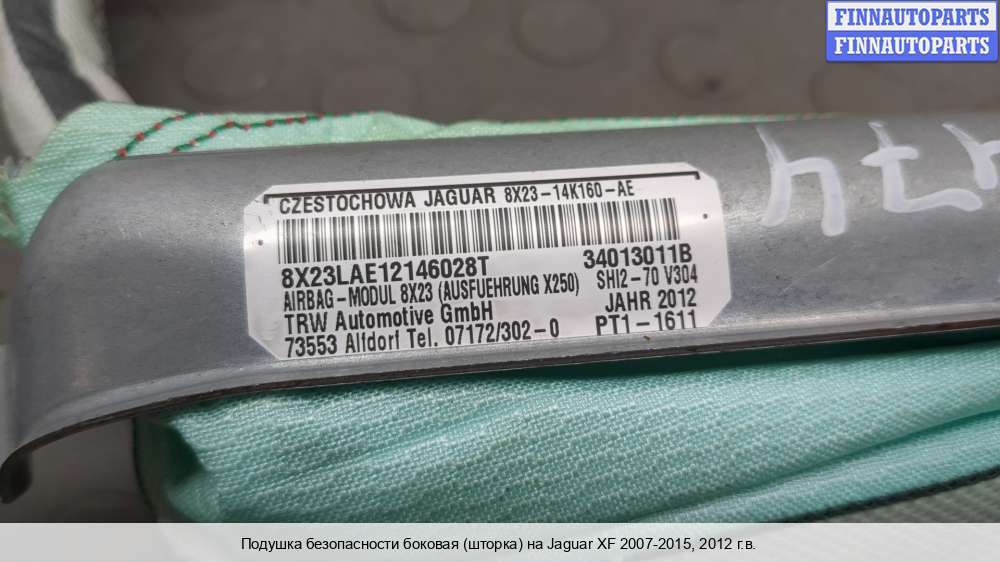 FINNAUTOPARTS
FINNAUTOPARTS
CZESTOCHOWA JAGUAR 8X23-14K160-AE
8X23LAE12146028T 34013011B
AIRBAG-MODUL 8X23 (AUSFUEHRUNG X250) SHI2-70 V304
TRW Automotive GmbH JAHR 2012
73553 Alfdorf Tel. 07172/302-0 PT1-1611
Подушка безопасности боковая (шторка) на Jaguar XF 2007-2015, 2012 г.в.